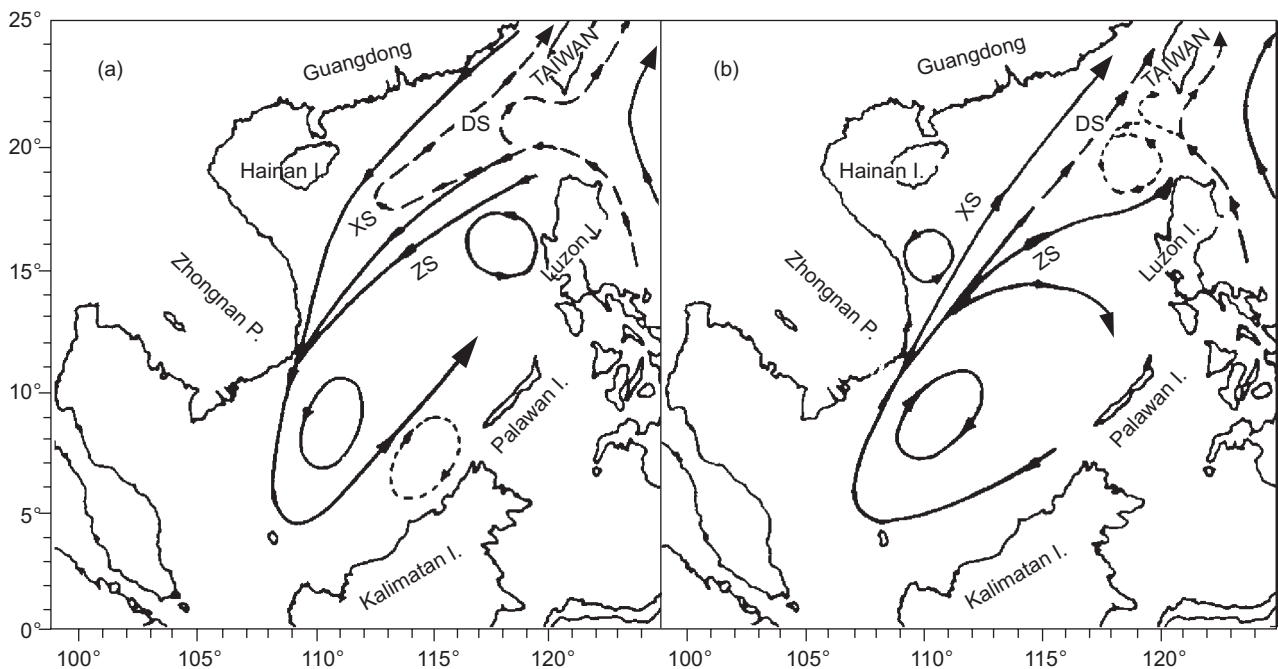 25°
20°
15°
10°
5°
0°
(a)
Guangdong
TAIWAN
DS
Hainan I.
XS
ZS
Luzon I.
Zhongnan P.
Palawan I.
Kalimatan I.
100°
105°
110°
115°
120°
(b)
Guangdong
TAIWAN
DS
Hainan I.
XS
ZS
Luzon I.
Zhongnan P.
Palawan I.
Kalimatan I.
100°
105°
110°
115°
120°